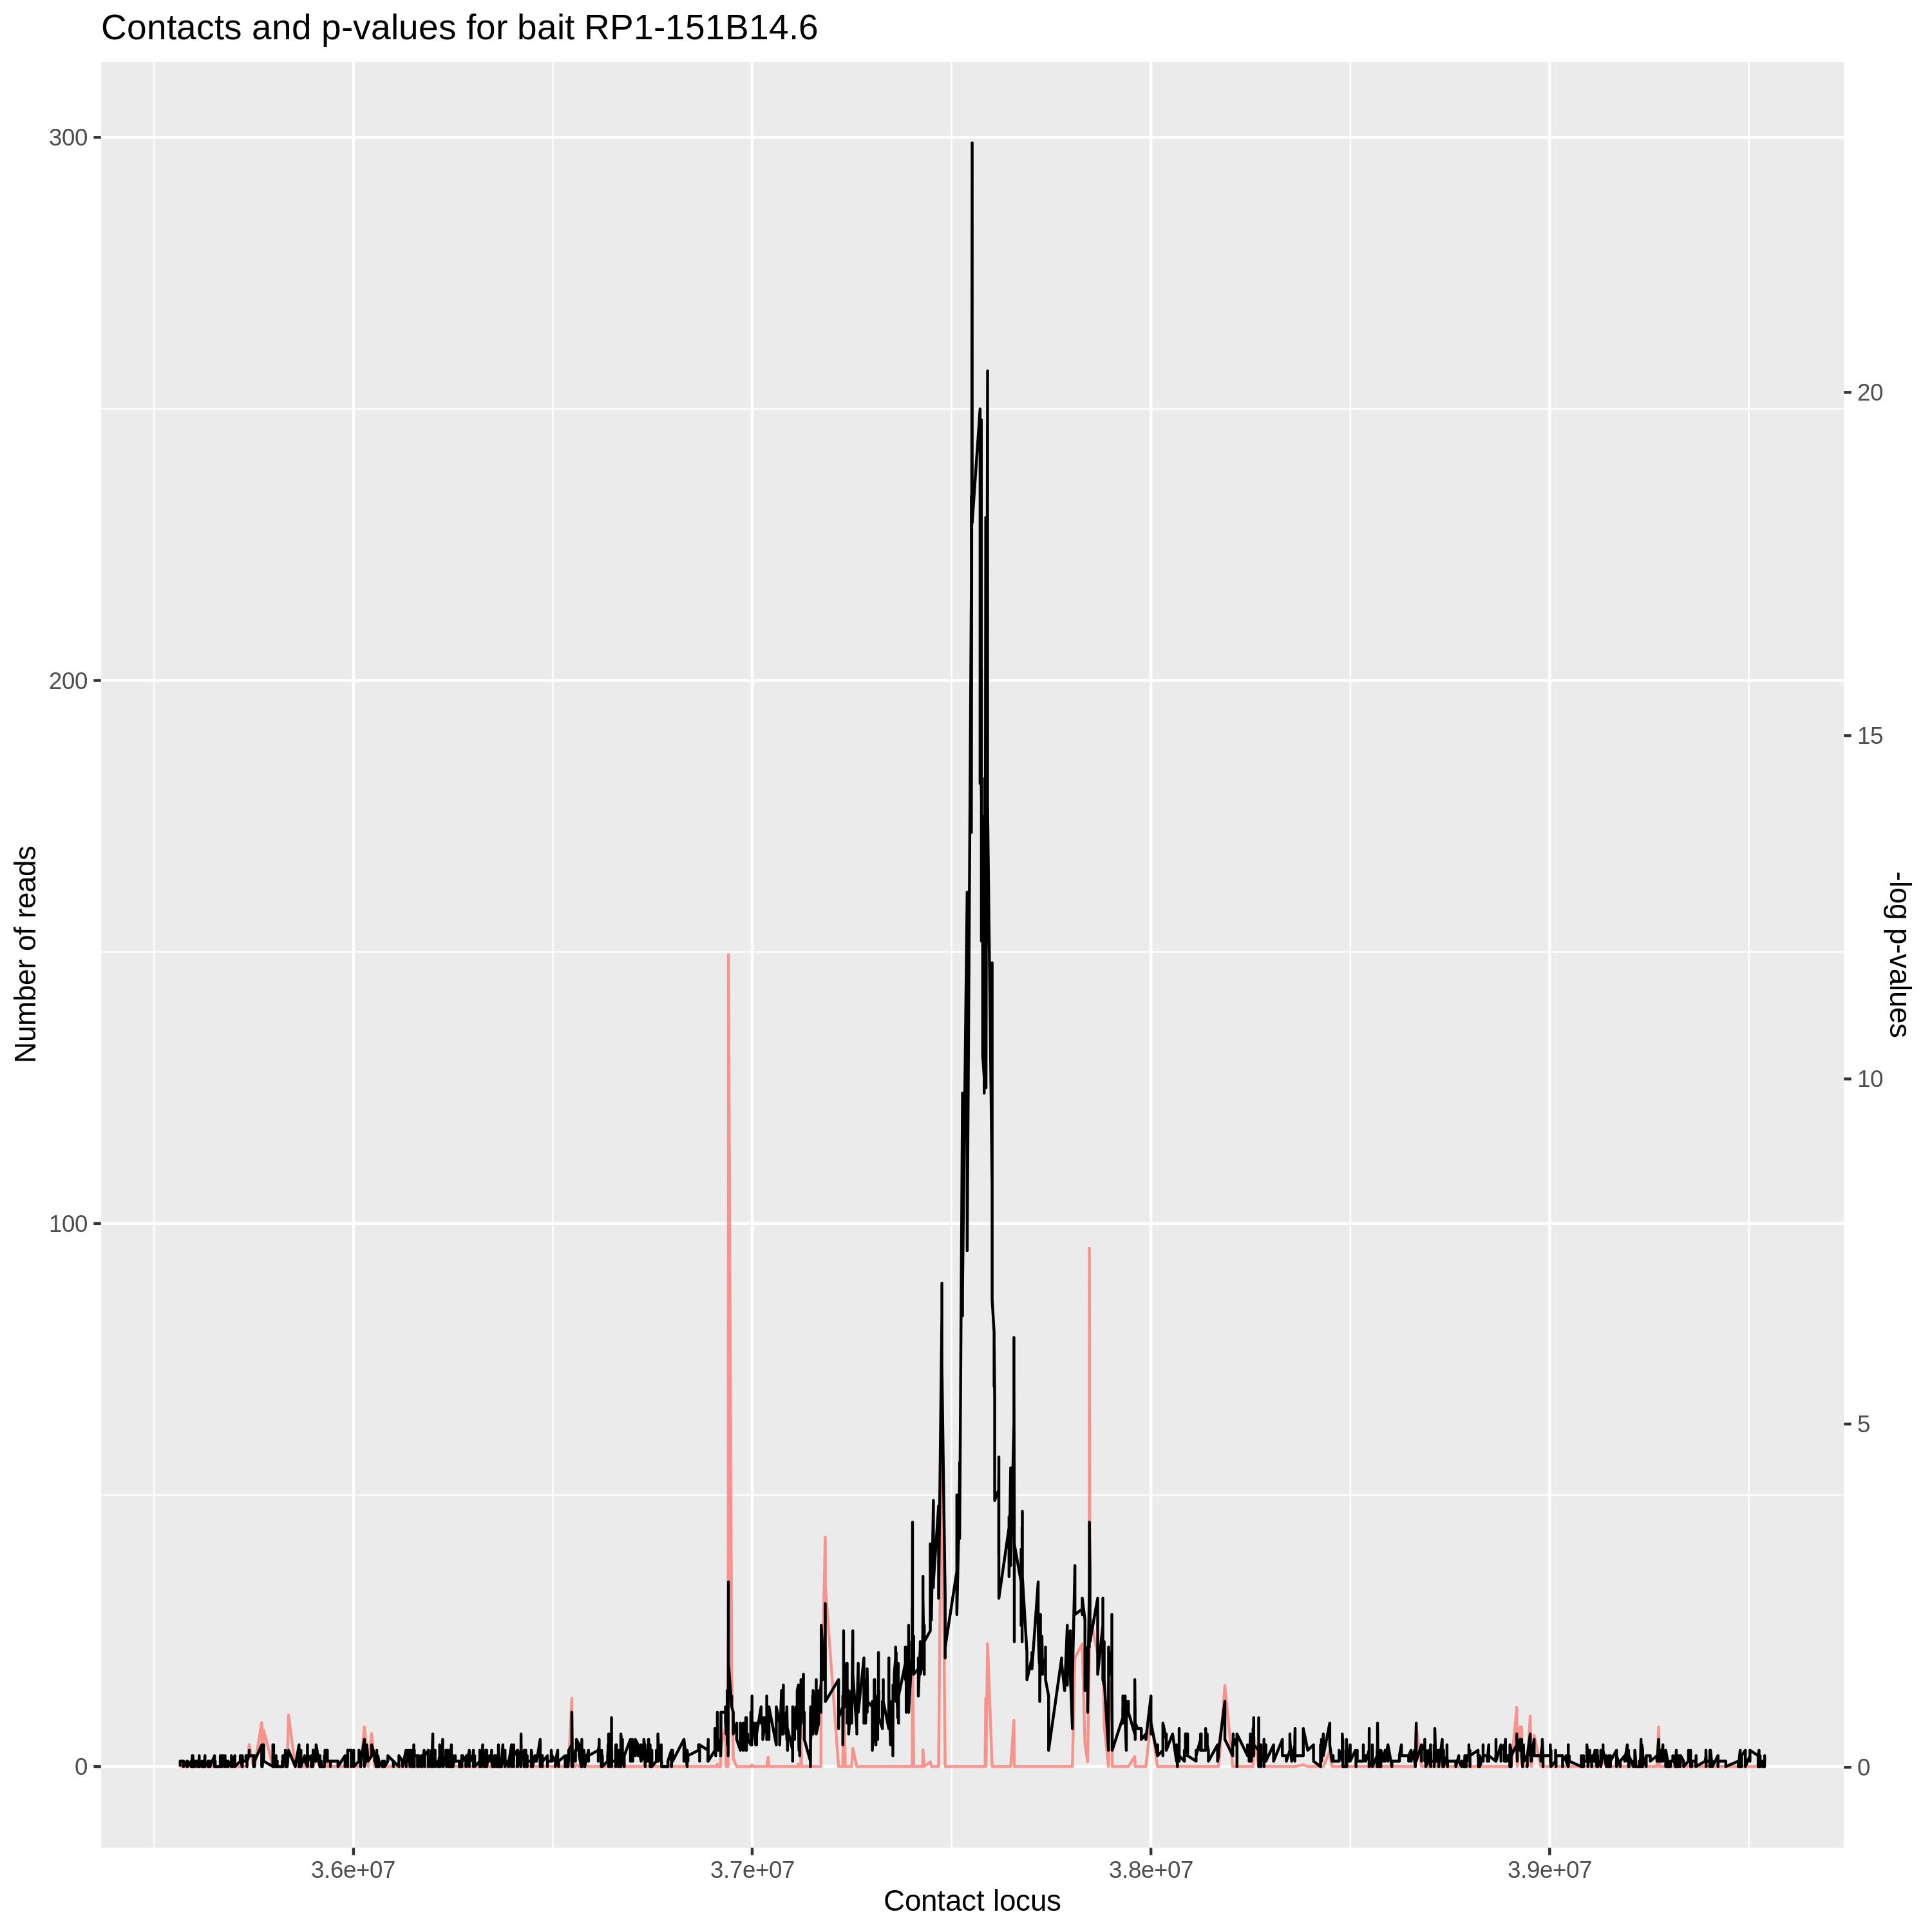 Contacts and p-values for bait RP1-151B14.6
300
200
100
0
Number of reads
20
15
10
5
0
-log p-values
3.6e+07
3.7e+07
3.8e+07
3.9e+07
Contact locus